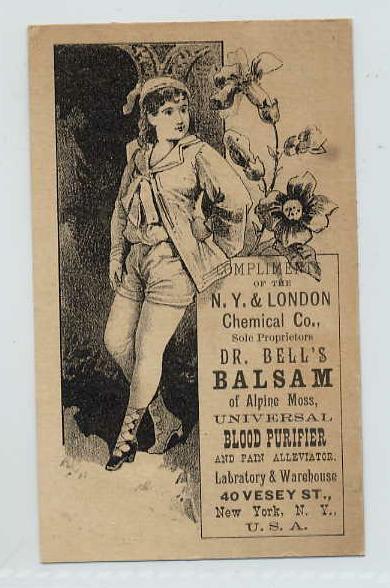 COMPLIMENTS
OF THE
N. Y. & LONDON
Chemical Co.,
Sole Proprietors
DR. BELL'S
BALSAM
of Alpine Moss,
UNIVERSAL
BLOOD PURIFIER
AND PAIN ALLEVIATOR.
Labratory & Warehouse
40 VESEY ST.,
New York, N. Y.,
U. S. A.